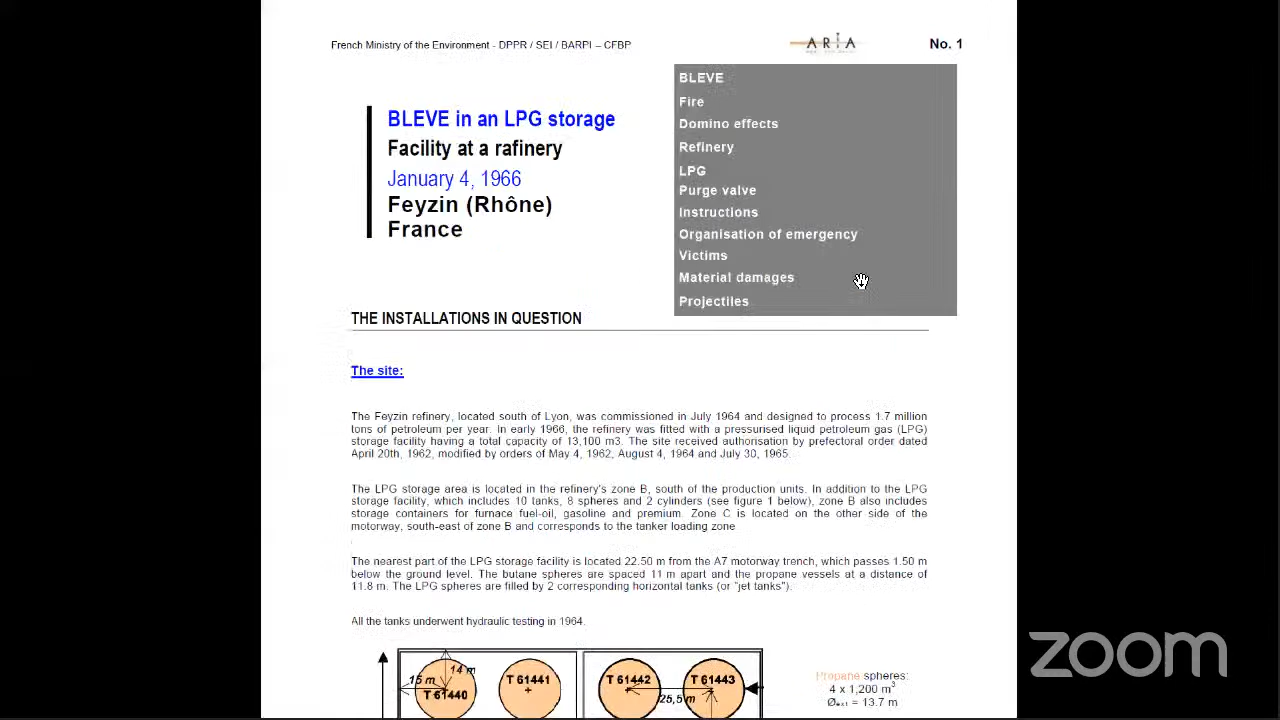 French Ministry of the Environment - DPPR / SEI / BARPI – CFBP
ARIA
No. 1
BLEVE in an LPG storage
Facility at a rafinery
January 4, 1966
Feyzin (Rhône)
France
BLEVE
Fire
Domino effects
Refinery
LPG
Purge valve
Instructions
Organisation of emergency
Victims
Material damages
Projectiles
THE INSTALLATIONS IN QUESTION
The site:
The Feyzin refinery, located south of Lyon, was commissioned in July 1964 and designed to process 1.7 million
tons of petroleum per year. In early 1966, the refinery was fitted with a pressurised liquid petroleum gas (LPG)
storage facility having a total capacity of 13,100 m3. The site received authorisation by prefectoral order dated
April 20th, 1962, modified by orders of May 4, 1962, August 4, 1964 and July 30, 1965.
The LPG storage area is located in the refinery's zone B, south of the production units. In addition to the LPG
storage facility, which includes 10 tanks, 8 spheres and 2 cylinders (see figure 1 below), zone B also includes
storage containers for furnace fuel-oil, gasoline and premium. Zone C is located on the other side of the
motorway, south-east of zone B and corresponds to the tanker loading zone
.
The nearest part of the LPG storage facility is located 22.50 m from the A7 motorway trench, which passes 1.50 m
below the ground level. The butane spheres are spaced 11 m apart and the propane vessels at a distance of
11.8 m. The LPG spheres are filled by 2 corresponding horizontal tanks (or "jet tanks").
All the tanks underwent hydraulic testing in 1964.
14 m
15 m
T 61440
T 61441
T 61442
T 61443
25,5 m
Propane spheres:
4 x 1,200 m³
Øext = 13.7 m
zoom